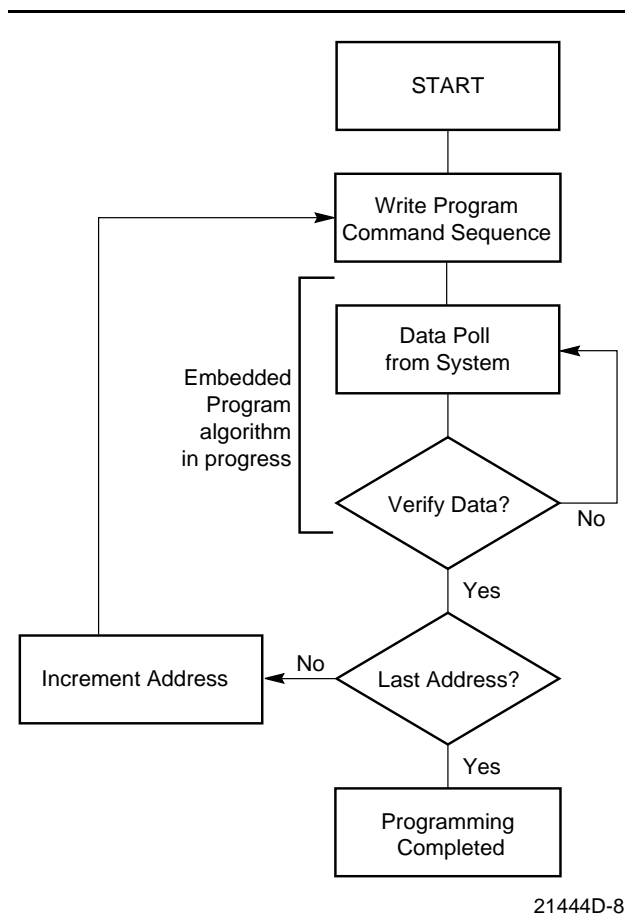 START
Write Program
Command Sequence
Data Poll
from System
Embedded
Program
algorithm
in progress
Verify Data?
No
Yes
Increment Address
No
Last Address?
Yes
Programming
Completed
21444D-8